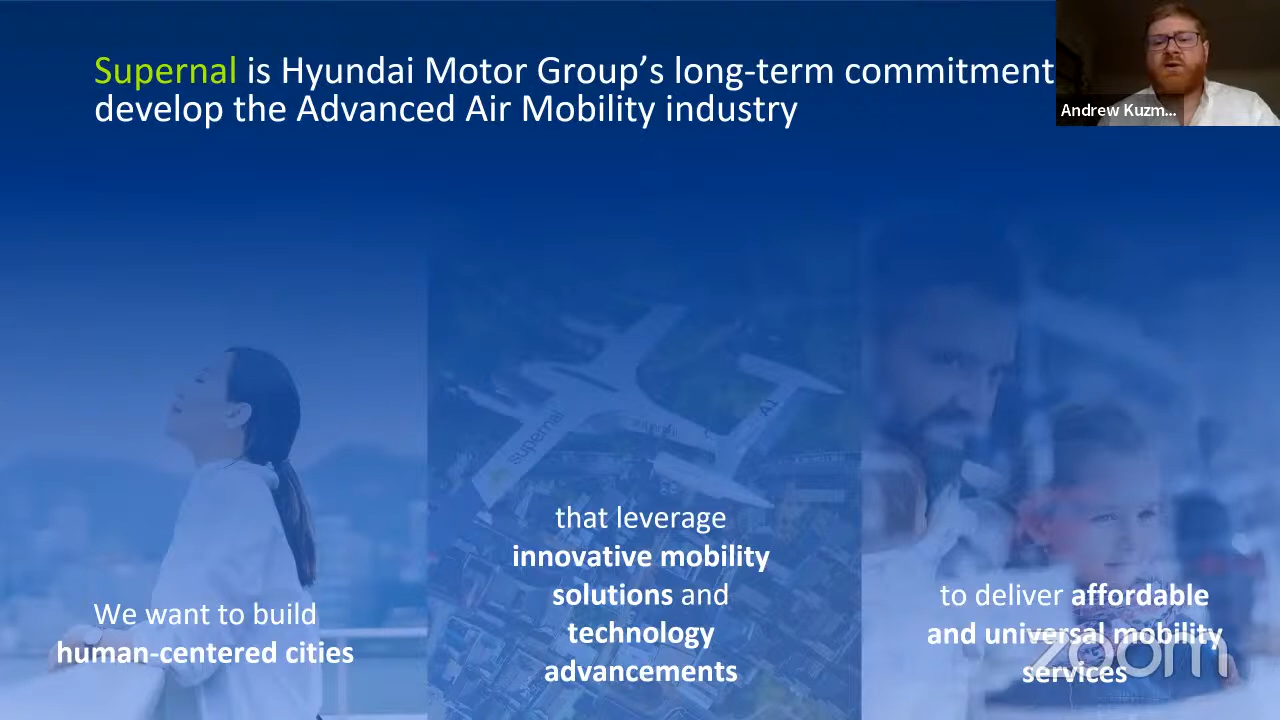 Supernal is Hyundai Motor Group’s long-term commitment
develop the Advanced Air Mobility industry
Andrew Kuzm...
supernal
A1
that leverage
innovative mobility
solutions and
technology
advancements
We want to build
human-centered cities
to deliver affordable
and universal mobility
services
zoom